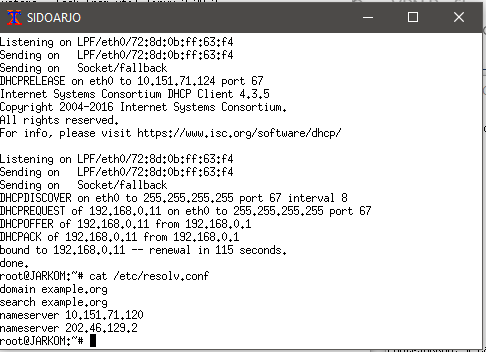 SIDOARJO
Listening on LPF/eth0/72:8d:0b:ff:63:f4
Sending on   LPF/eth0/72:8d:0b:ff:63:f4
Sending on   Socket/fallback
DHCPRELEASE on eth0 to 10.151.71.124 port 67
Internet Systems Consortium DHCP Client 4.3.5
Copyright 2004-2016 Internet Systems Consortium.
All rights reserved.
For info, please visit https://www.isc.org/software/dhcp/

Listening on LPF/eth0/72:8d:0b:ff:63:f4
Sending on   LPF/eth0/72:8d:0b:ff:63:f4
Sending on   Socket/fallback
DHCPDISCOVER on eth0 to 255.255.255.255 port 67 interval 8
DHCPREQUEST of 192.168.0.11 on eth0 to 255.255.255.255 port 67
DHCPOFFER of 192.168.0.11 from 192.168.0.1
DHCPACK of 192.168.0.11 from 192.168.0.1
bound to 192.168.0.11 -- renewal in 115 seconds.
done.
root@JARKOM:~# cat /etc/resolv.conf
domain example.org
search example.org
nameserver 10.151.71.120
nameserver 202.46.129.2
root@JARKOM:~#